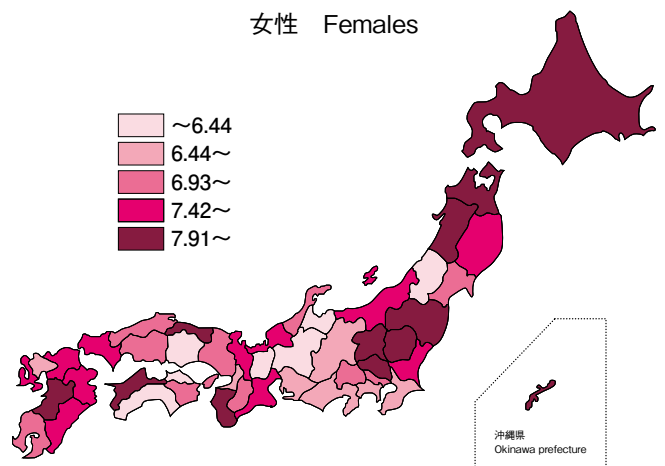 女性　Females
～6.44
6.44～
6.93～
7.42～
7.91～
沖縄県
Okinawa prefecture